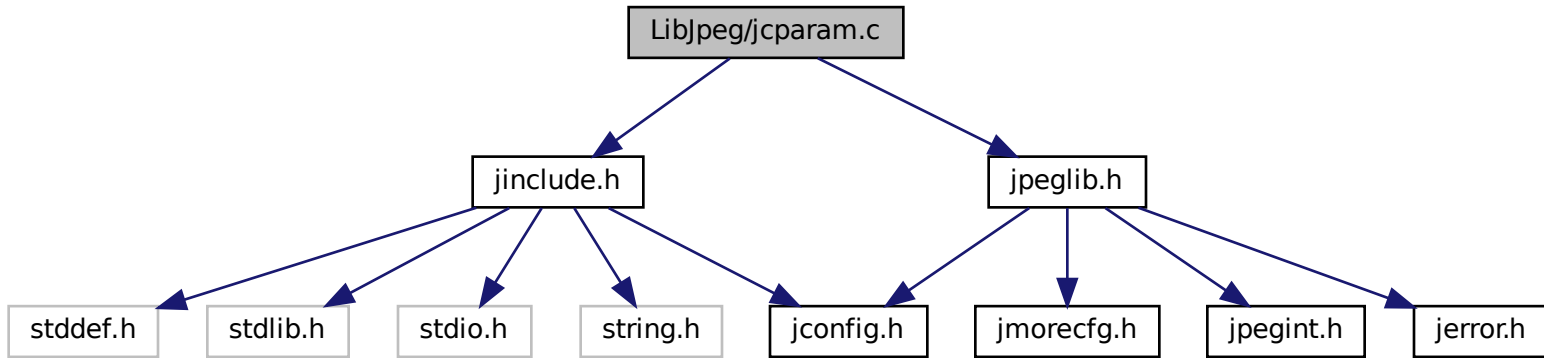 LibJpeg/jcparam.c
jinclude.h
jpeglib.h
stddef.h
stdlib.h
stdio.h
string.h
jconfig.h
jmorecfg.h
jpegint.h
jerror.h